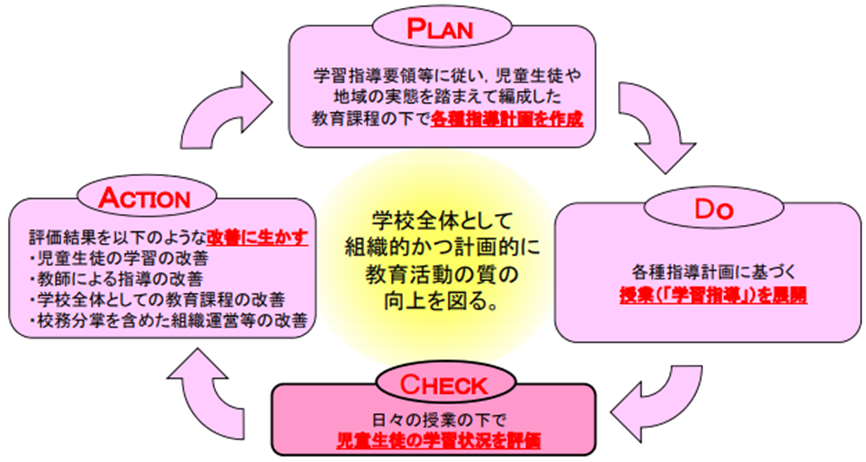 PLAN
学習指導要領等に従い，児童生徒や
地域の実態を踏まえて編成した
教育課程の下で各種指導計画を作成
DO
各種指導計画に基づく
授業（「学習指導」）を展開
CHECK
日々の授業の下で
児童生徒の学習状況を評価
ACTION
評価結果を以下のような改善に生かす
・児童生徒の学習の改善
・教師による指導の改善
・学校全体としての教育課程の改善
・校務分掌を含めた組織運営等の改善
学校全体として
組織的かつ計画的に
教育活動の質の
向上を図る。